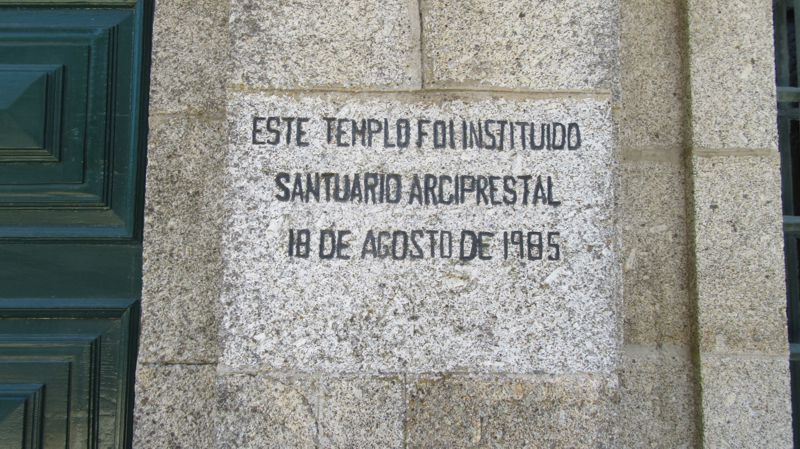 ESTE TEMPLO FOI INSTITUIDO
SANTUARIO ARCIPRESTAL
18 DE AGOSTO DE 1985